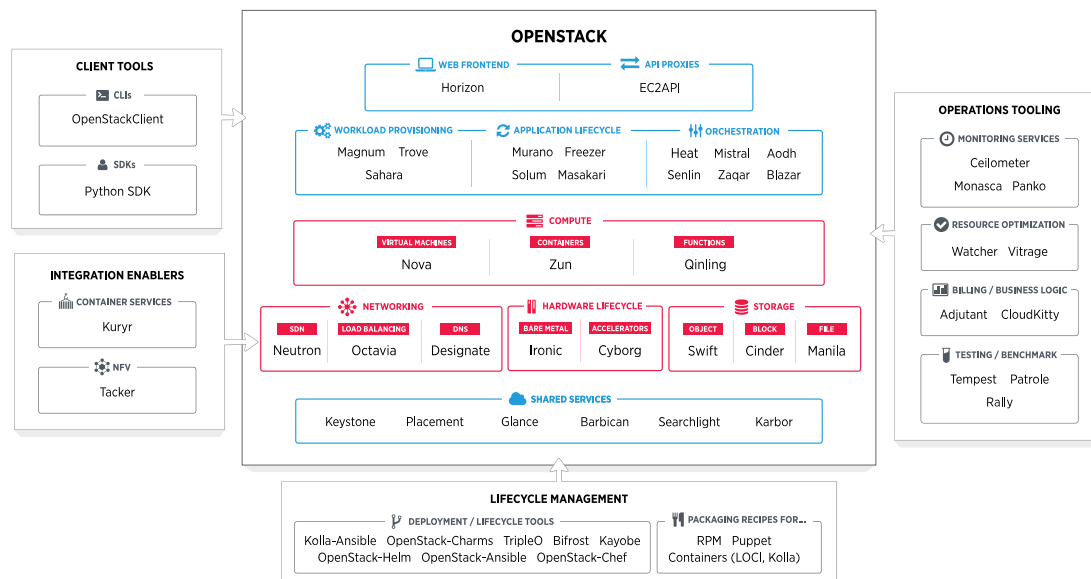 OPENSTACK
WEB FRONTEND
API PROXIES
Horizon
EC2API
WORKLOAD PROVISIONING
APPLICATION LIFECYCLE
ORCHESTRATION
Magnum Trove
Sahara
Murano Freezer
Solum Masakari
Heat Mistral Aodh
Senlin Zaqar Blazar
COMPUTE
VIRTUAL MACHINES
Nova
CONTAINERS
Zun
FUNCTIONS
Qinling
NETWORKING
SDN
Neutron
LOAD BALANCING
Octavia
DNS
Designate
HARDWARE LIFECYCLE
BARE METAL
Ironic
ACCELERATORS
Cyborg
STORAGE
OBJECT
Swift
BLOCK
Cinder
FILE
Manila
SHARED SERVICES
Keystone Placement Glance Barbican Searchlight Karbor
CLIENT TOOLS
CLIs
OpenStackClient
SDKs
Python SDK
INTEGRATION ENABLERS
CONTAINER SERVICES
Kuryr
NFV
Tacker
OPERATIONS TOOLING
MONITORING SERVICES
Ceilometer
Monasca Panko
RESOURCE OPTIMIZATION
Watcher Vitrage
BILLING / BUSINESS LOGIC
Adjutant CloudKitty
TESTING / BENCHMARK
Tempest Patrole
Rally
LIFECYCLE MANAGEMENT
DEPLOYMENT / LIFECYCLE TOOLS
Kolla-Ansible OpenStack-Charms TripleO Bifrost Kayobe
OpenStack-Helm OpenStack-Ansible OpenStack-Chef
PACKAGING RECIPES FOR...
RPM Puppet
Containers (LOCI, Kolla)